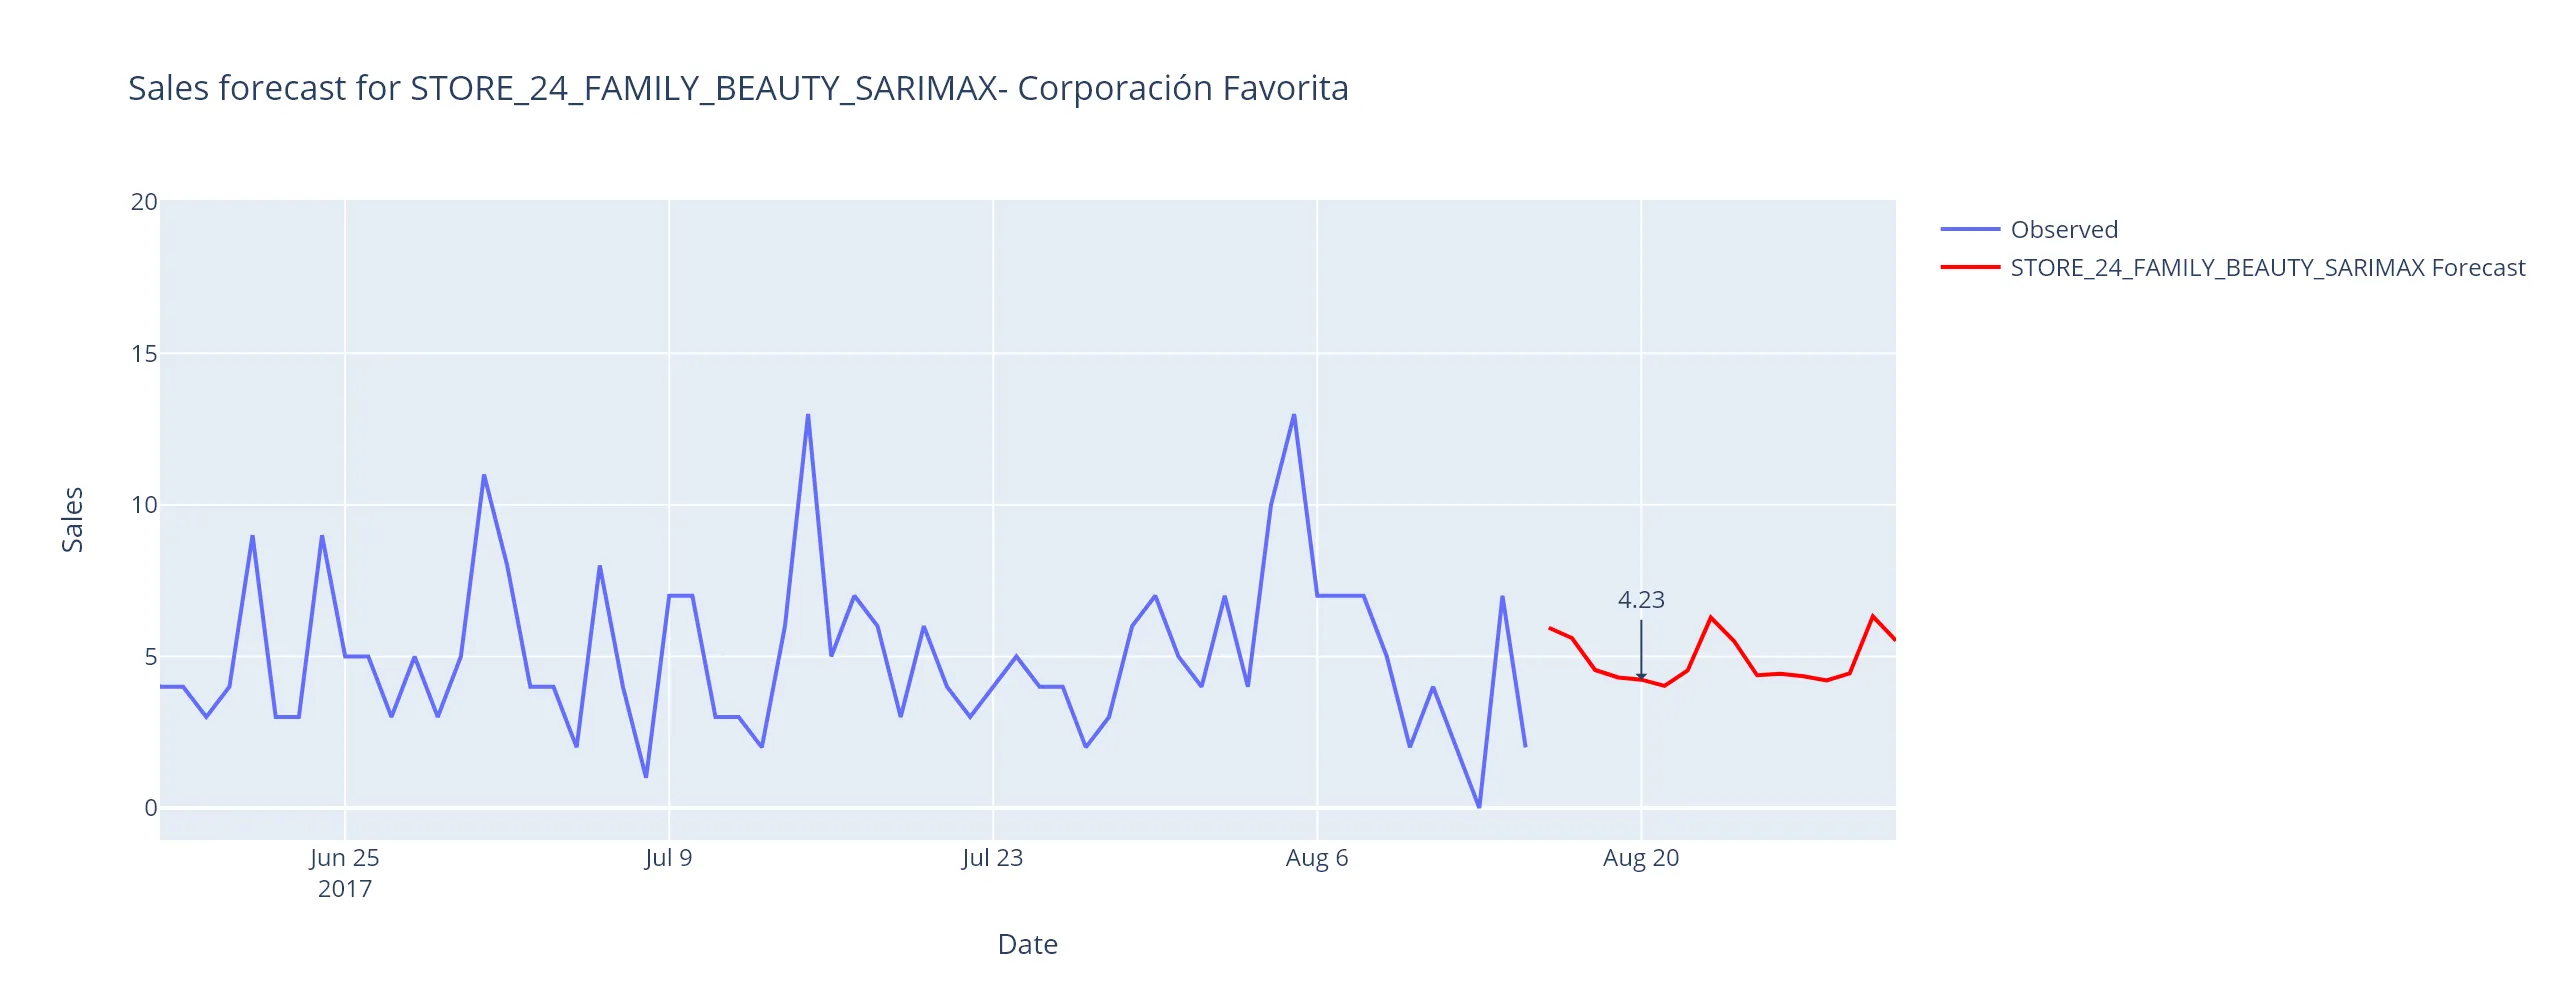 Sales forecast for STORE_24_FAMILY_BEAUTY_SARIMAX- Corporación Favorita
Observed
STORE_24_FAMILY_BEAUTY_SARIMAX Forecast
20
15
10
5
0
Sales
4.23
Jun 25
2017
Jul 9
Jul 23
Aug 6
Aug 20
Date